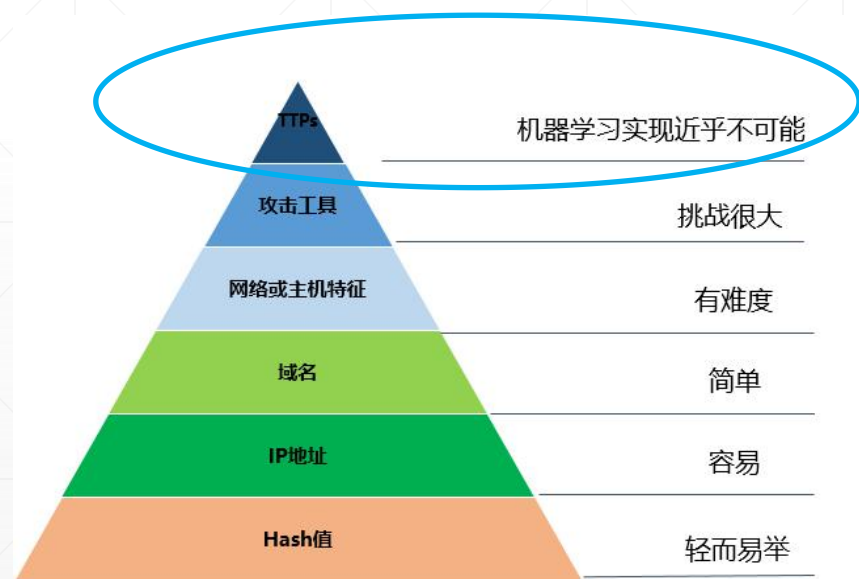 TTPs
机器学习实现近乎不可能
攻击工具
挑战很大
网络或主机特征
有难度
域名
简单
IP地址
容易
Hash值
轻而易举